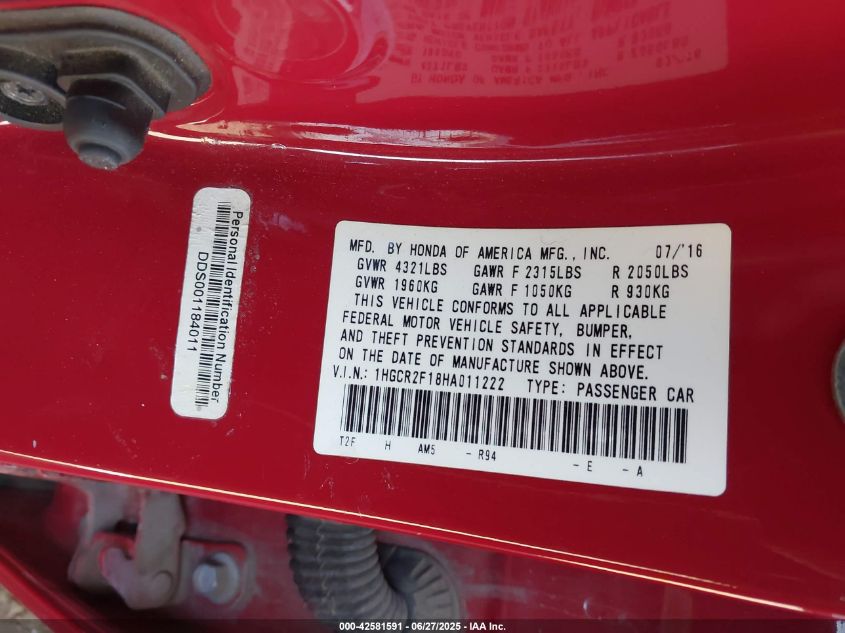 Personal Identification Number
DDS001184011
MFD. BY HONDA OF AMERICA MFG., INC. 07/'16
GVWR 4321LBS GAWR F 2315LBS R 2050LBS
GVWR 1960KG GAWR F 1050KG R 930KG
THIS VEHICLE CONFORMS TO ALL APPLICABLE
FEDERAL MOTOR VEHICLE SAFETY, BUMPER,
AND THEFT PREVENTION STANDARDS IN EFFECT
ON THE DATE OF MANUFACTURE SHOWN ABOVE.
V.I.N.: 1HGCR2F18HA011222 TYPE: PASSENGER CAR
T2F H AM5 - R94 - E - A
000-42581591 - 06/27/2025 - IAA Inc.